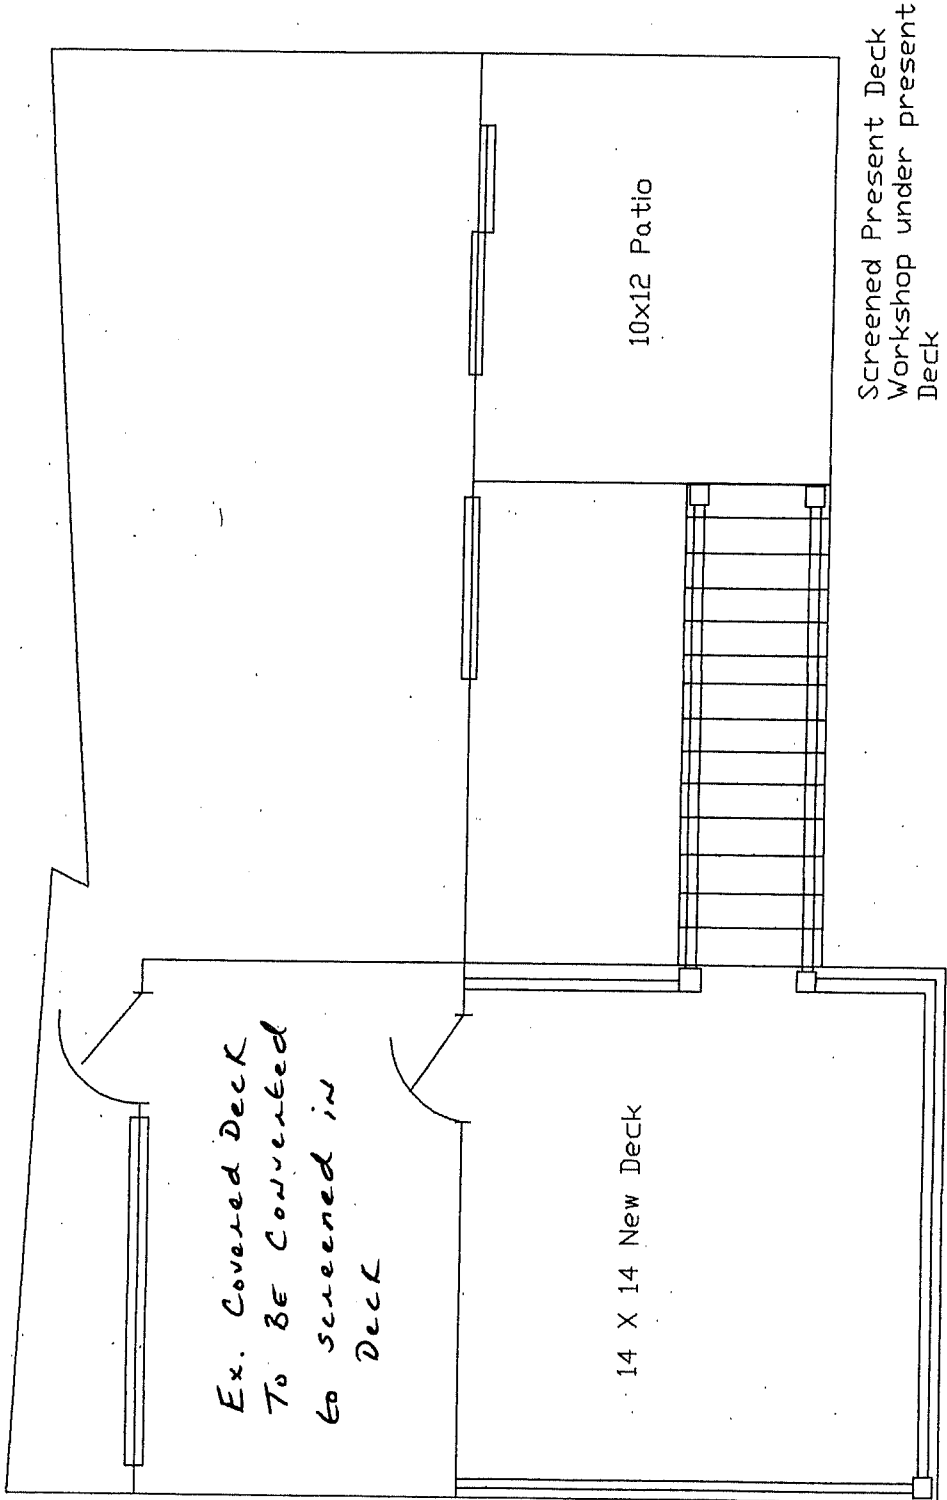 Ex. Covered Deck
To BE Converted
to screened in
Deck
14 X 14 New Deck
10x12 Patio
Screened Present Deck
Workshop under present
Deck